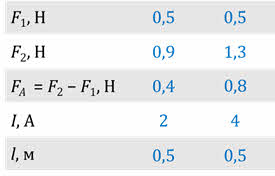 F₁, Н 0,5 0,5
F₂, Н 0,9 1,3
F_A = F₂ – F₁, Н 0,4 0,8
I, А 2 4
l, м 0,5 0,5